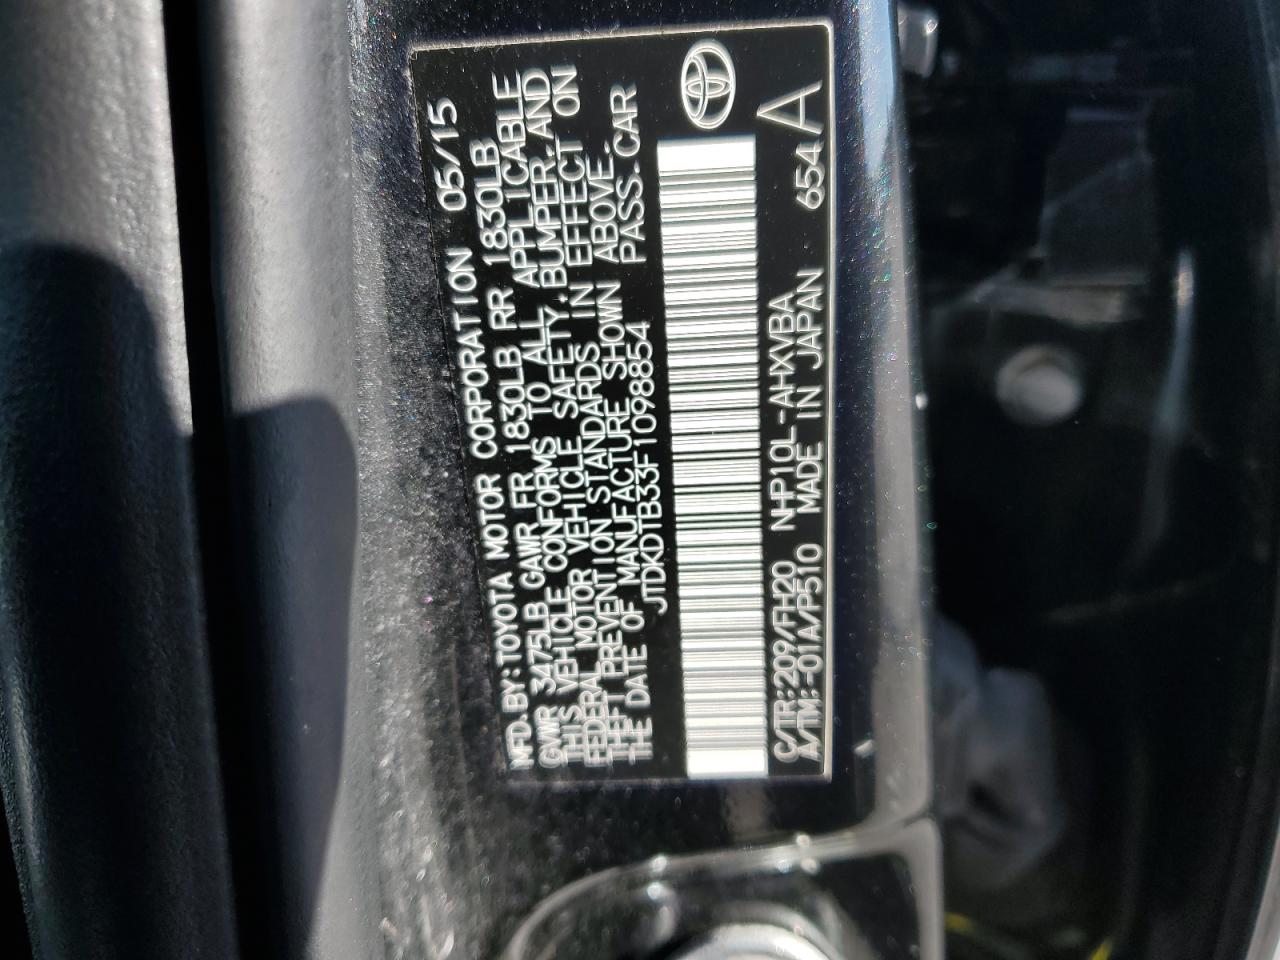 MFD.BY:TOYOTA MOTOR CORPORATION 05/15
GVWR 3475LB GAWR FR 1830LB RR 1830LB
THIS VEHICLE CONFORMS TO ALL APPLICABLE
FEDERAL MOTOR VEHICLE SAFETY,BUMPER,AND
THEFT PREVENTION STANDARDS IN EFFECT ON
THE DATE OF MANUFACTURE SHOWN ABOVE.
JTDKDTB33F1098854 PASS.CAR
C/TR:209/FH20 NHP10L-AHXVBA
A/TM:-01A/P510 MADE IN JAPAN 654A